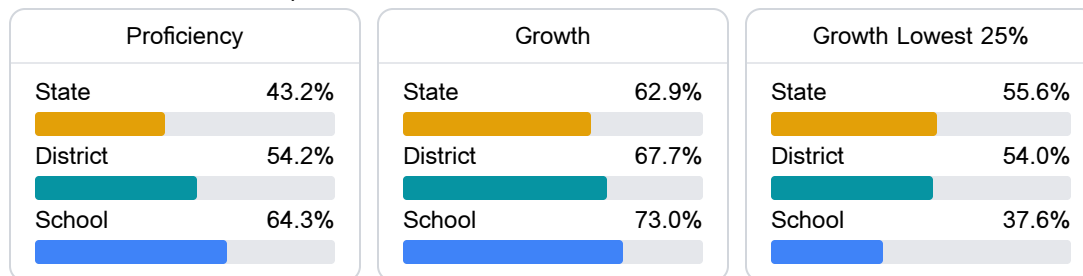 Proficiency
State 43.2%
District 54.2%
School 64.3%
Growth
State 62.9%
District 67.7%
School 73.0%
Growth Lowest 25%
State 55.6%
District 54.0%
School 37.6%